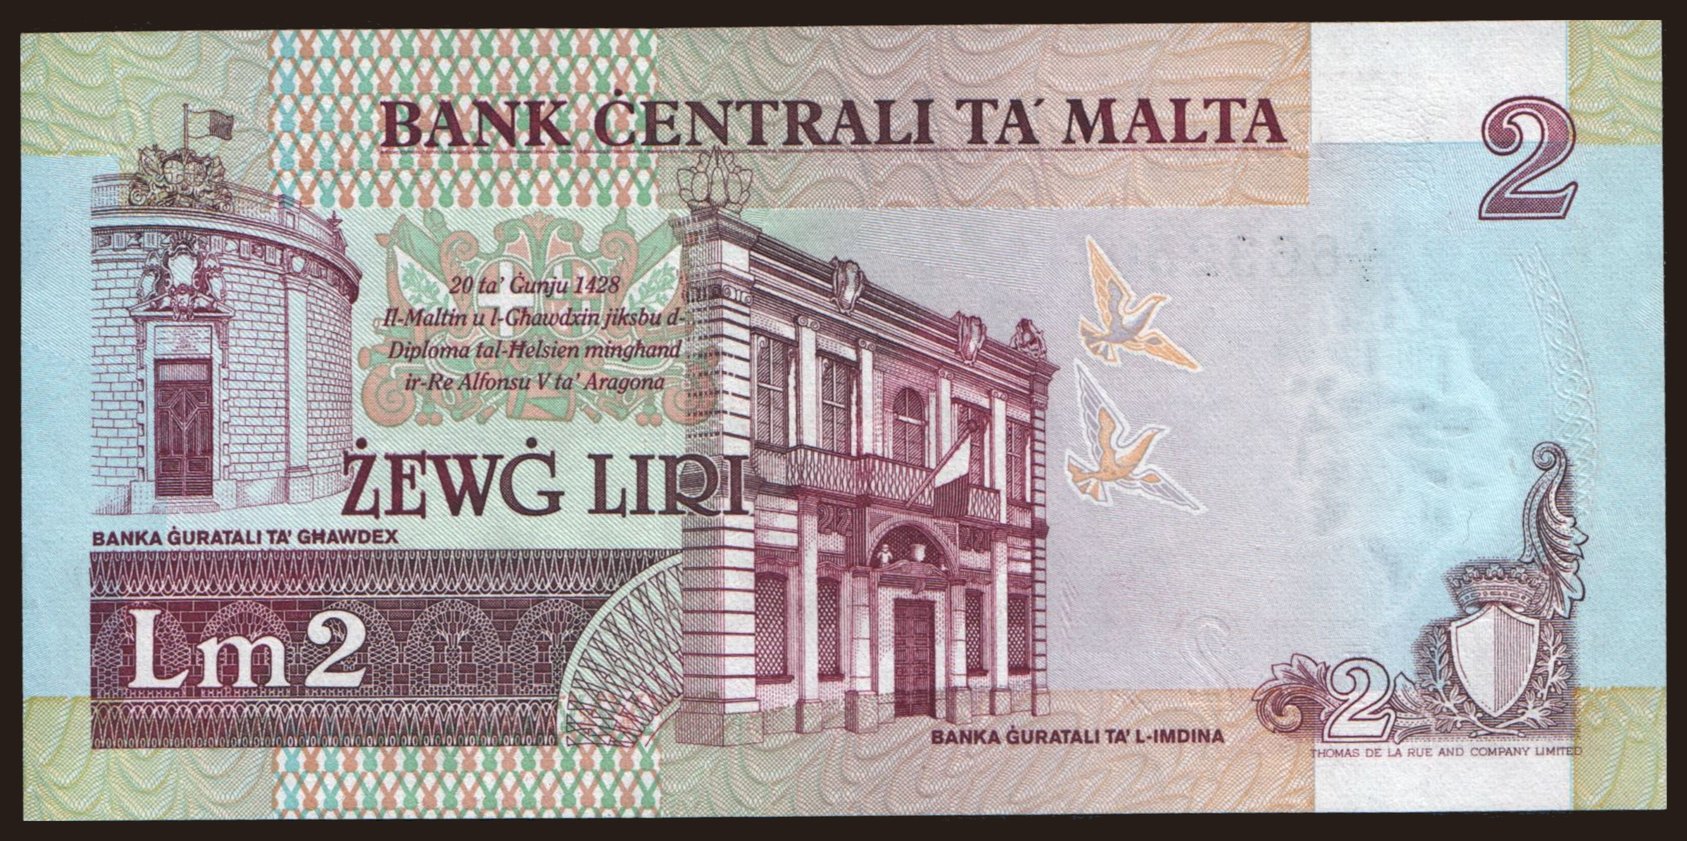 BANK ĊENTRALI TA' MALTA
2
20 ta' Ġunju 1428
Il-Maltin u l-Għawdxin jiksbu d-
Diploma tal-Ħelsien mingħand
ir-Re Alfonsu V ta' Aragona
ŻEWĠ LIRI
BANKA ĠURATALI TA' GĦAWDEX
Lm2
BANKA ĠURATALI TA' L-IMDINA
2
THOMAS DE LA RUE AND COMPANY LIMITED